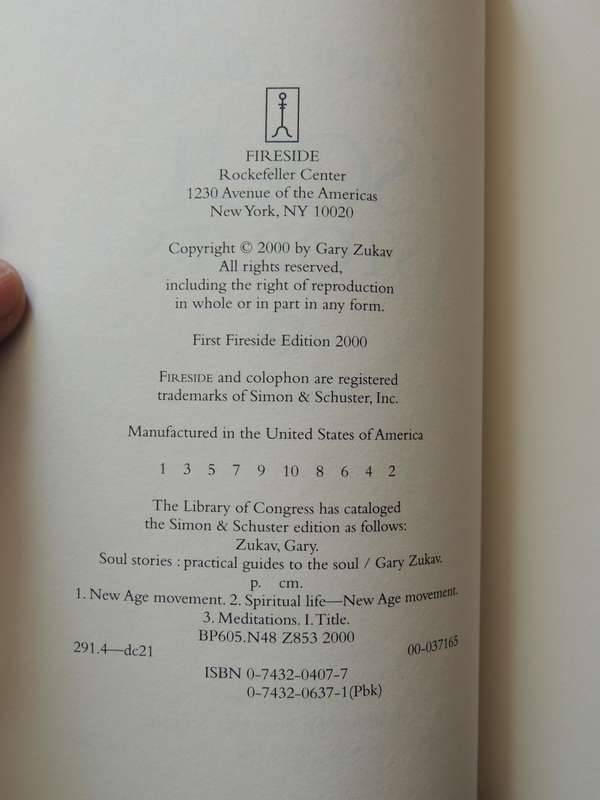 FIRESIDE
Rockefeller Center
1230 Avenue of the Americas
New York, NY 10020
Copyright © 2000 by Gary Zukav
All rights reserved,
including the right of reproduction
in whole or in part in any form.
First Fireside Edition 2000
FIRESIDE and colophon are registered
trademarks of Simon & Schuster, Inc.
Manufactured in the United States of America
1 3 5 7 9 10 8 6 4 2
The Library of Congress has cataloged
the Simon & Schuster edition as follows:
Zukav, Gary.
Soul stories : practical guides to the soul / Gary Zukav.
p. cm.
1. New Age movement. 2. Spiritual life—New Age movement.
3. Meditations. I. Title.
BP605.N48 Z853 2000
291.4—dc21 00-037165
ISBN 0-7432-0407-7
0-7432-0637-1(Pbk)